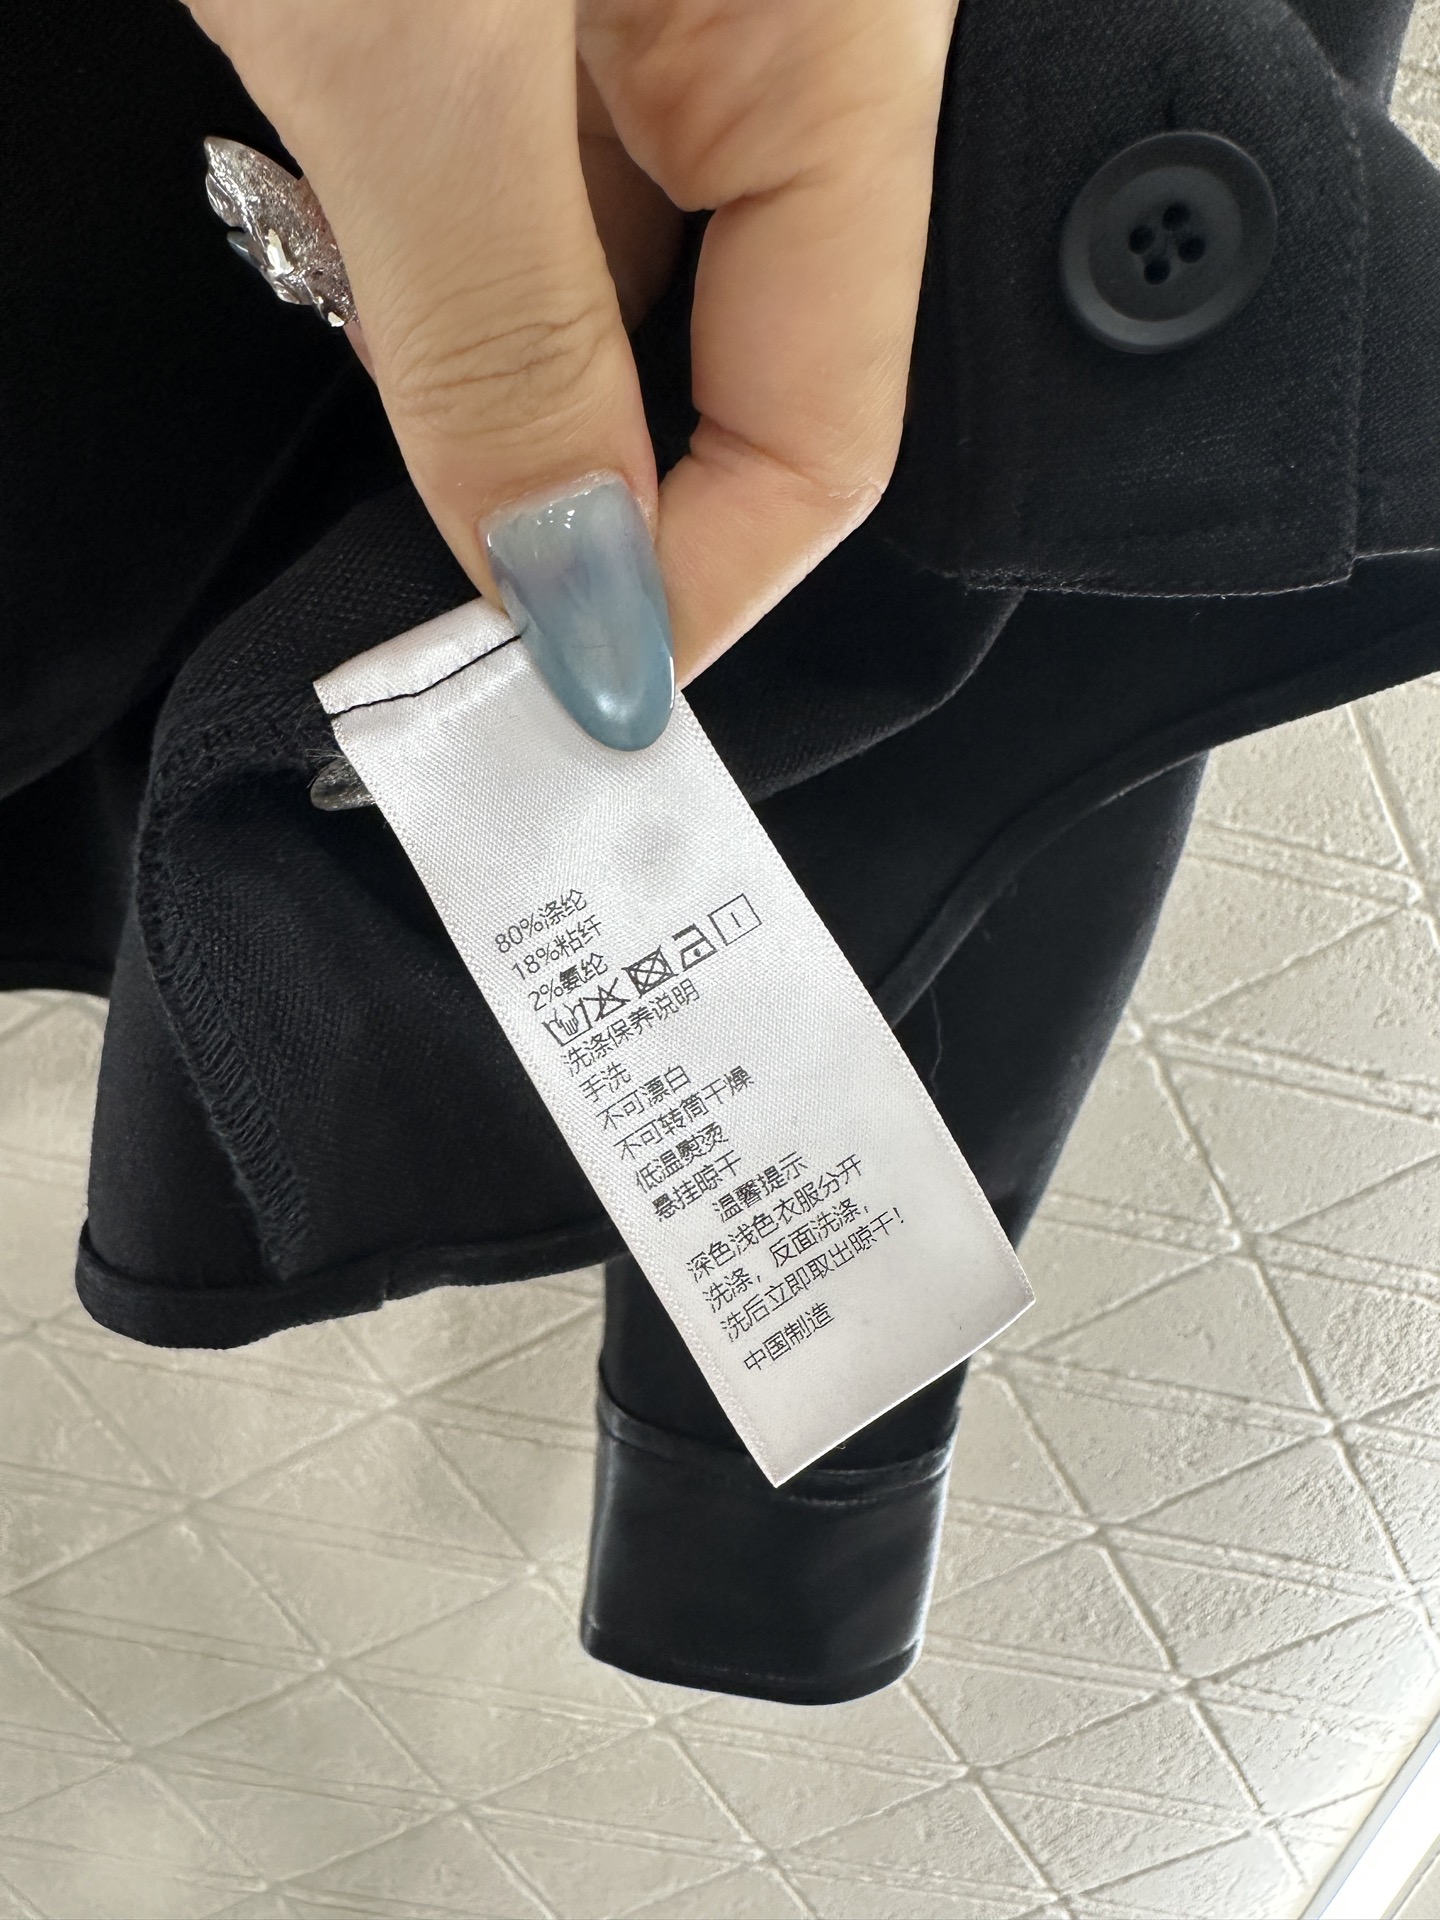 80%涤纶
18%粘纤
2%氨纶
洗涤保养说明
手洗
不可漂白
不可转筒干燥
低温熨烫
悬挂晾干
温馨提示
深色浅色衣服分开
洗涤，反面洗涤，
洗后立即取出晾干！
中国制造